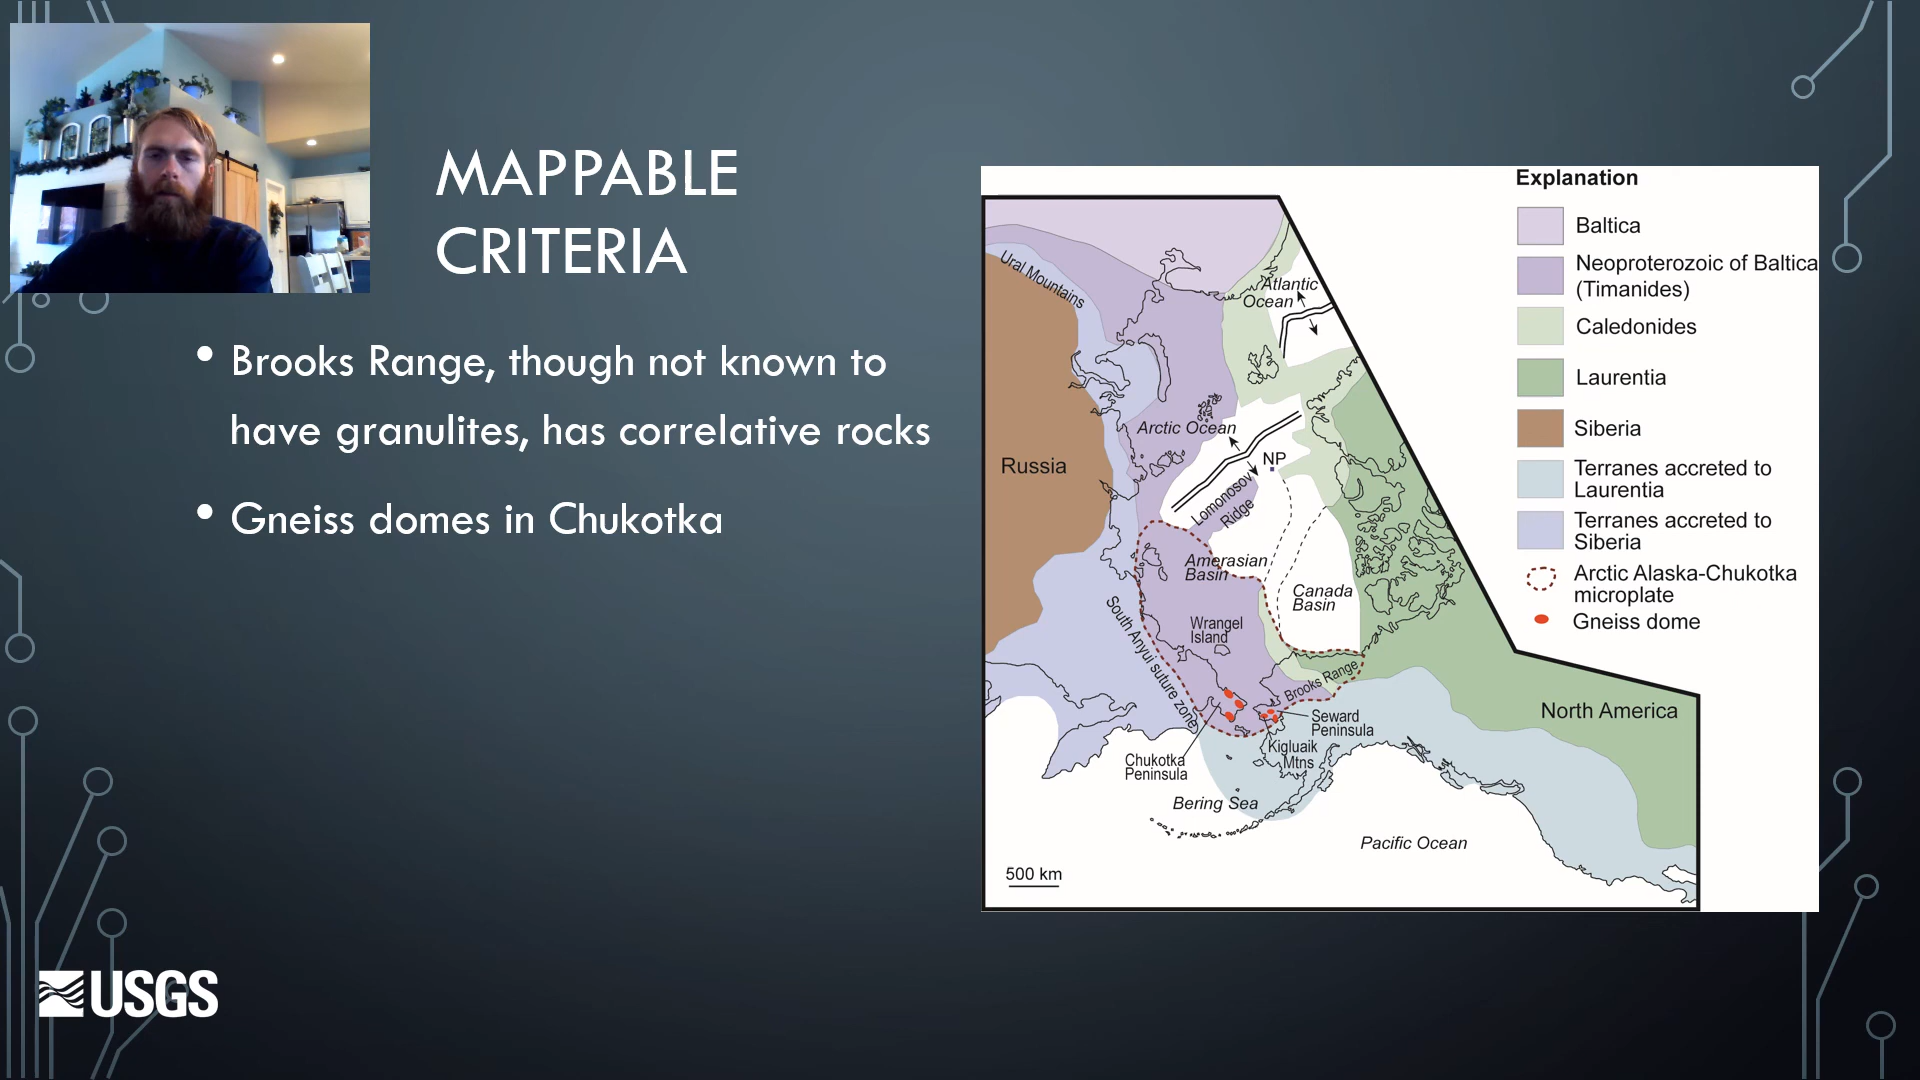 MAPPABLE
CRITERIA
• Brooks Range, though not known to
have granulites, has correlative rocks
• Gneiss domes in Chukotka
USGS
Explanation
Baltica
Neoproterozoic of Baltica
(Timanides)
Caledonides
Laurentia
Siberia
Terranes accreted to
Laurentia
Terranes accreted to
Siberia
Arctic Alaska-Chukotka
microplate
Gneiss dome
Ural Mountains
Atlantic
Ocean
Arctic Ocean
NP
Russia
Lomonosov
Ridge
Amerasian
Basin
Canada
Basin
South Anyui suture zone
Wrangel
Island
Brooks Range
Seward
Peninsula
North America
Kigluaik
Mtns
Chukotka
Peninsula
Bering Sea
Pacific Ocean
500 km